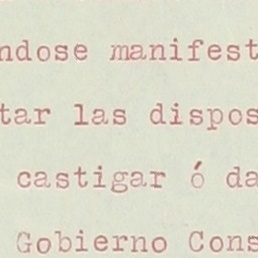 ndose manifest
tar las dispos
castigar ó da
Gobierno Cons